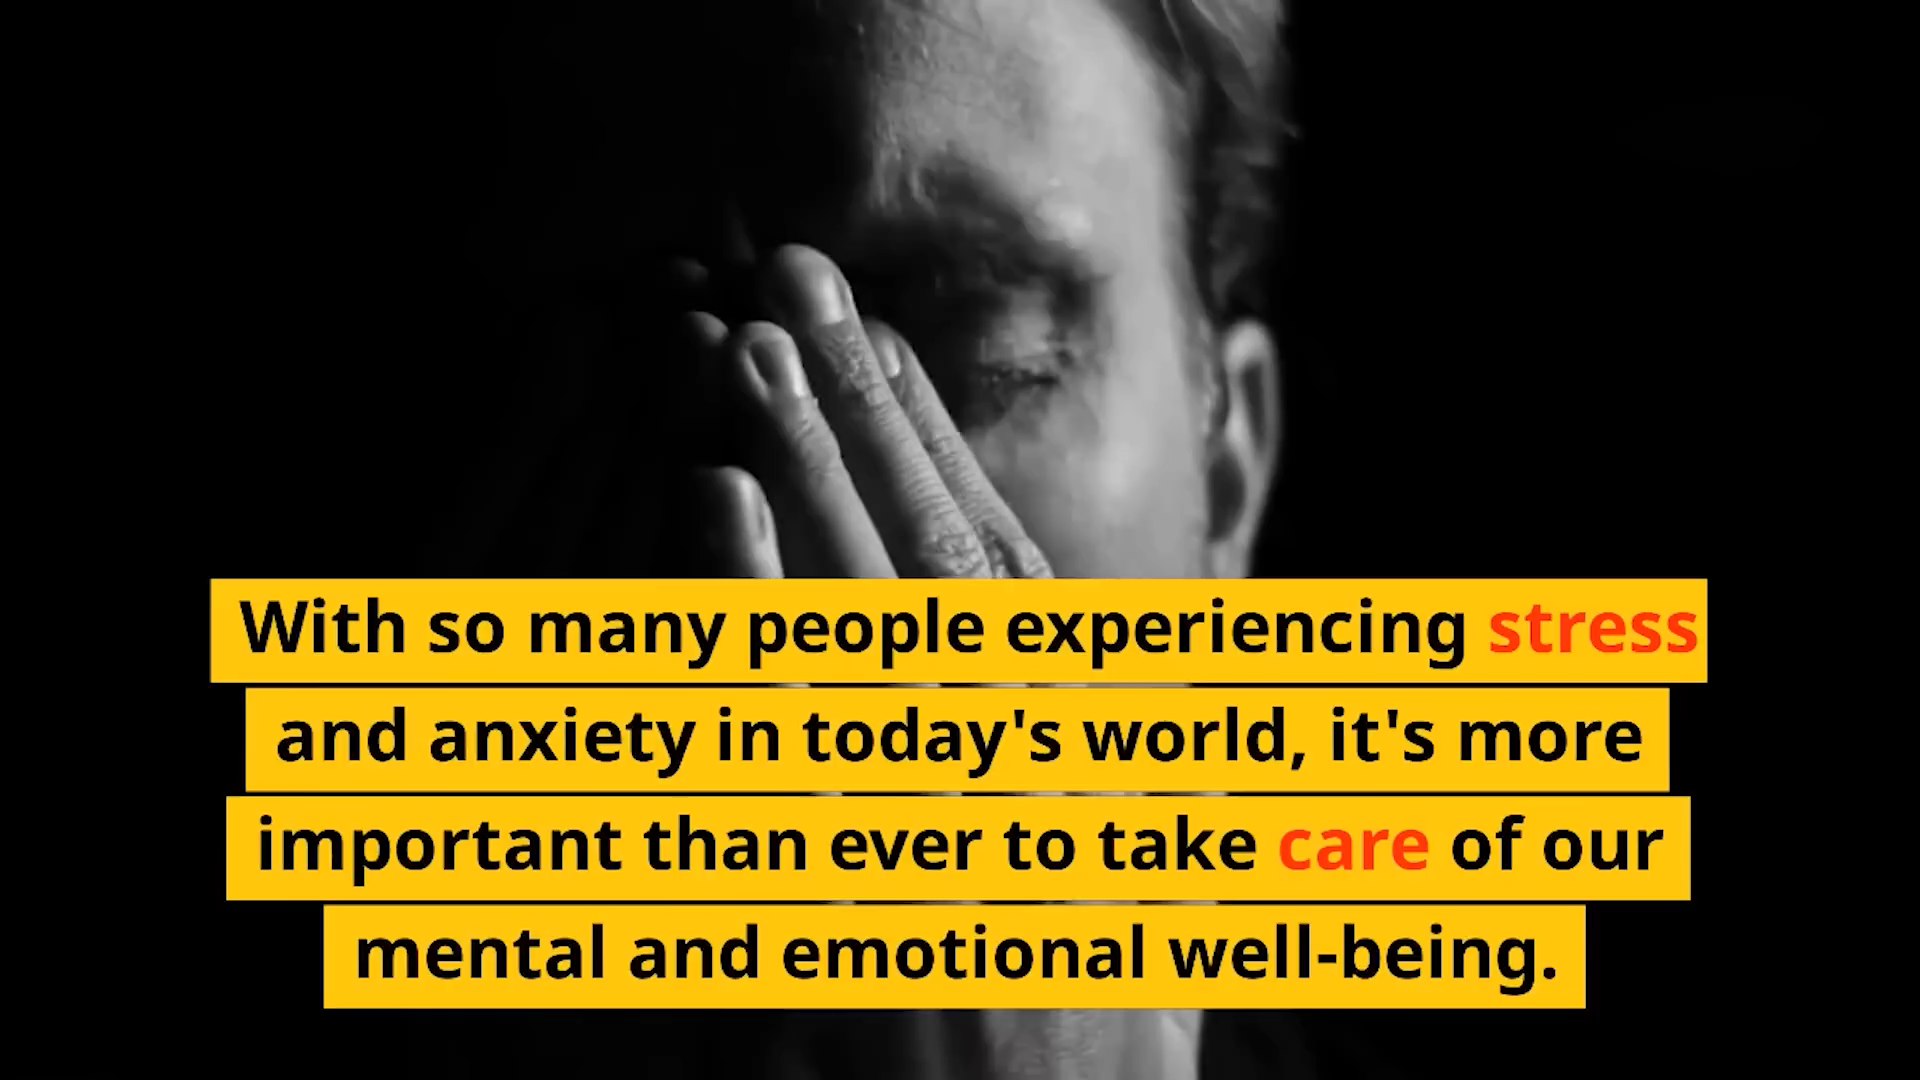 With so many people experiencing stress
and anxiety in today's world, it's more
important than ever to take care of our
mental and emotional well-being.